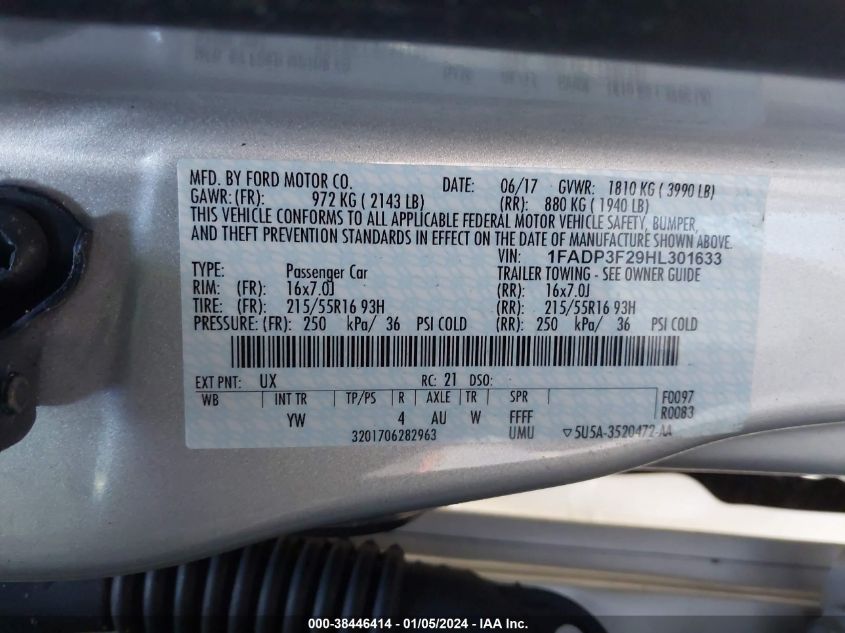 MFD. BY FORD MOTOR CO. DATE: 06/17 GVWR: 1810 KG ( 3990 LB)
GAWR: (FR): 972 KG ( 2143 LB) (RR): 880 KG ( 1940 LB)
THIS VEHICLE CONFORMS TO ALL APPLICABLE FEDERAL MOTOR VEHICLE SAFETY, BUMPER,
AND THEFT PREVENTION STANDARDS IN EFFECT ON THE DATE OF MANUFACTURE SHOWN ABOVE.
VIN: 1FADP3F29HL301633
TYPE: Passenger Car TRAILER TOWING - SEE OWNER GUIDE
RIM: (FR): 16x7.0J (RR): 16x7.0J
TIRE: (FR): 215/55R16 93H (RR): 215/55R16 93H
PRESSURE: (FR): 250 kPa/ 36 PSI COLD (RR): 250 kPa/ 36 PSI COLD
EXT PNT: UX RC: 21 DSO:
WB INT TR TP/PS R AXLE TR SPR F0097
YW 4 AU W FFFF R0083
3201706282963 UMU ▽5U5A-3520472-AA
000-38446414 - 01/05/2024 - IAA Inc.